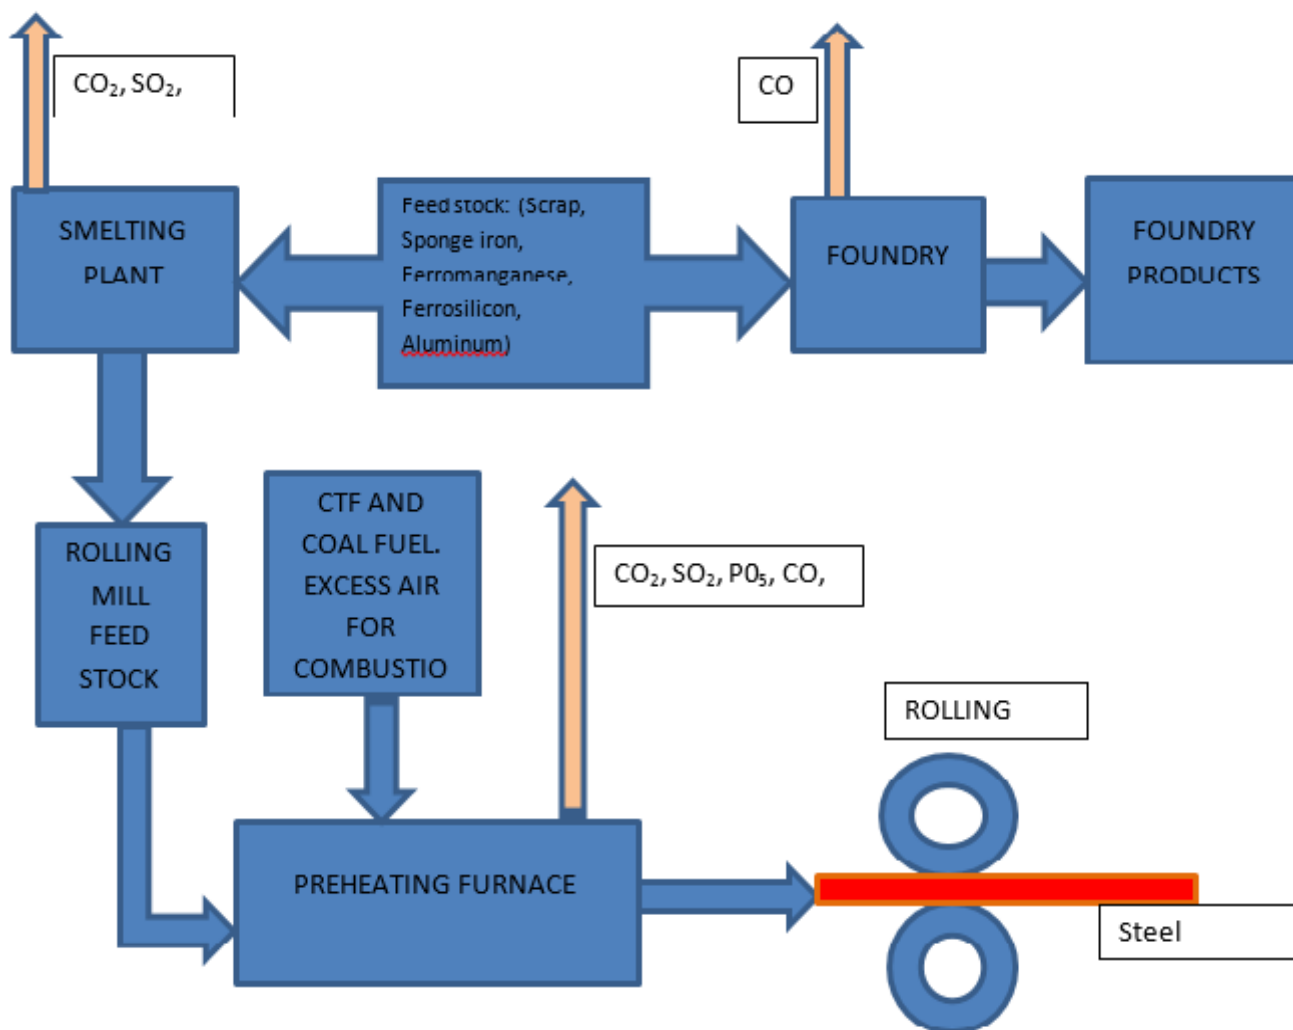 CO₂, SO₂,
CO
SMELTING
PLANT
Feed stock: (Scrap,
Sponge iron,
Ferromanganese,
Ferrosilicon,
Aluminum)
FOUNDRY
FOUNDRY
PRODUCTS
ROLLING
MILL
FEED
STOCK
CTF AND
COAL FUEL.
EXCESS AIR
FOR
COMBUSTIO
CO₂, SO₂, P0₅, CO,
ROLLING
PREHEATING FURNACE
Steel